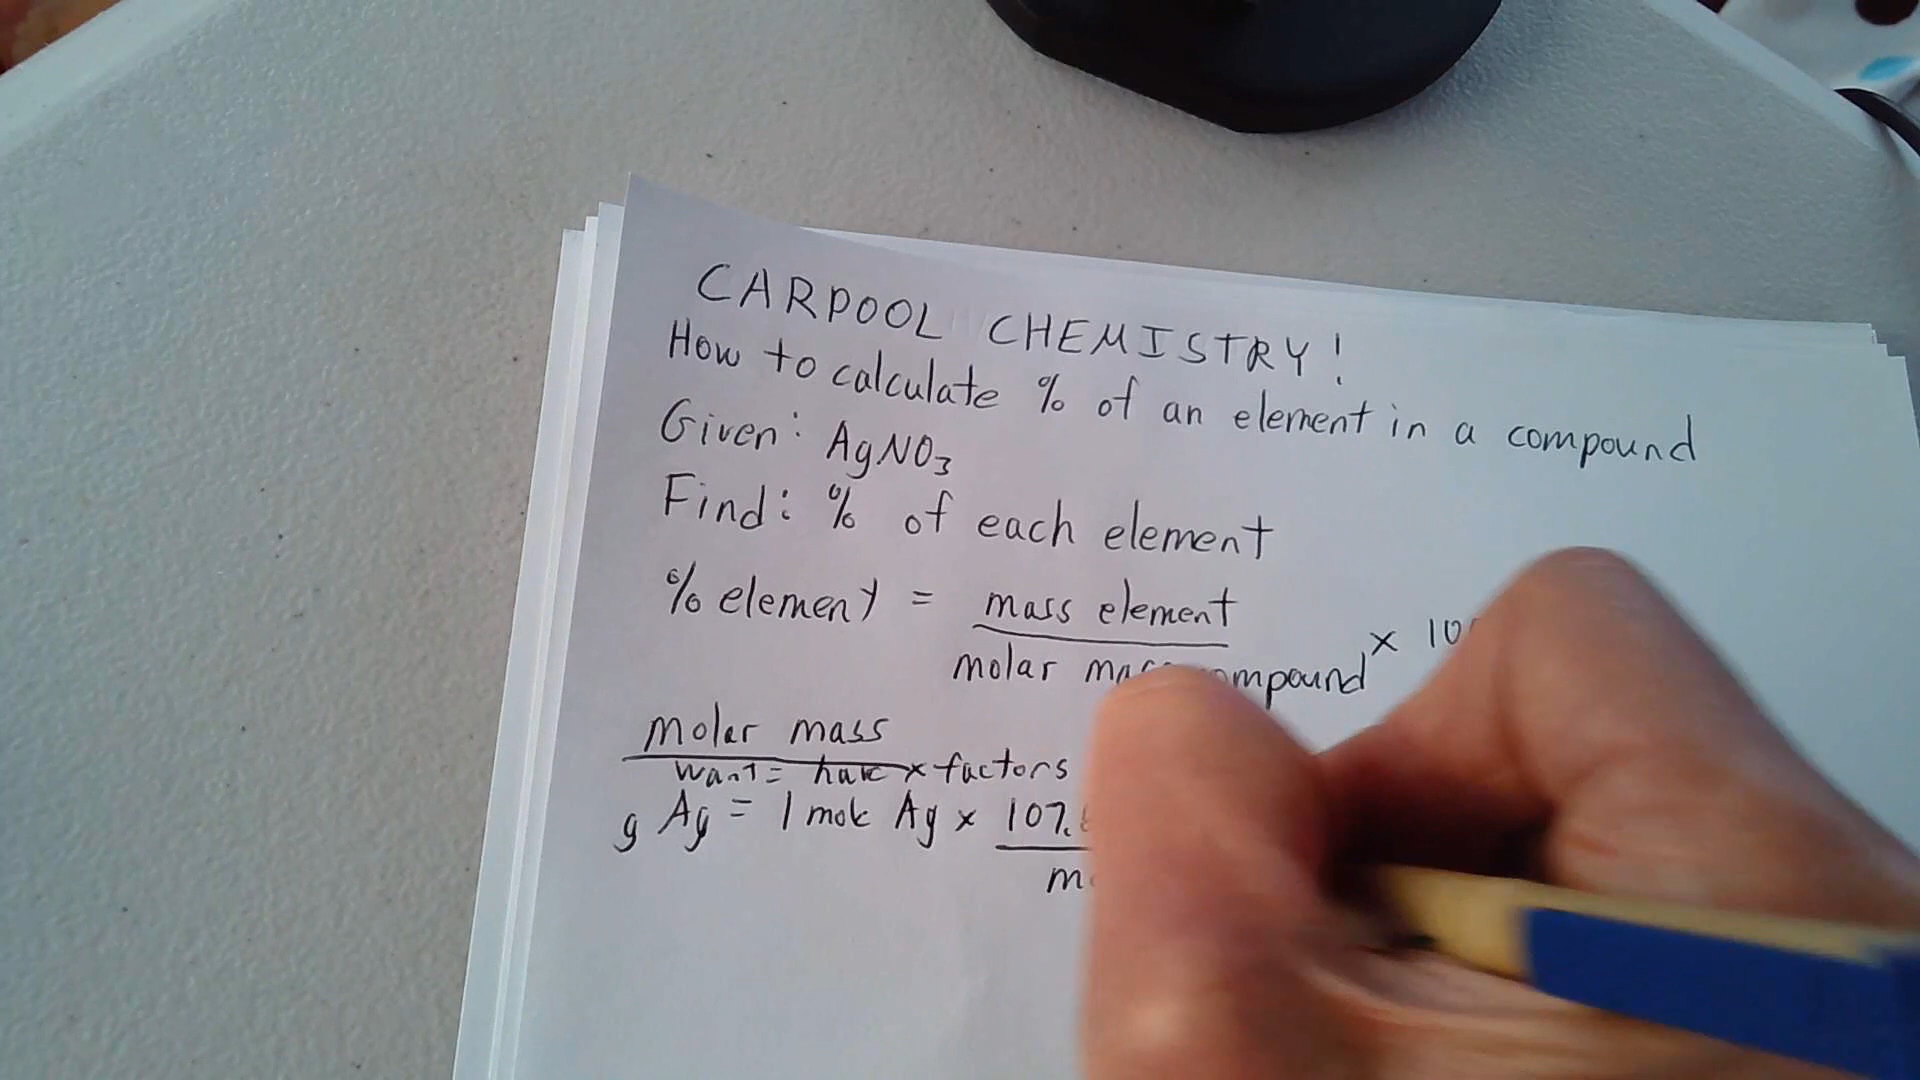 CARPOOL CHEMISTRY!
How to calculate % of an element in a compound
Given: AgNO₃
Find: % of each element
% element = mass element
molar compound × 10
molar mass
want = have × factors
g Ag = 1 mole Ag × 107.